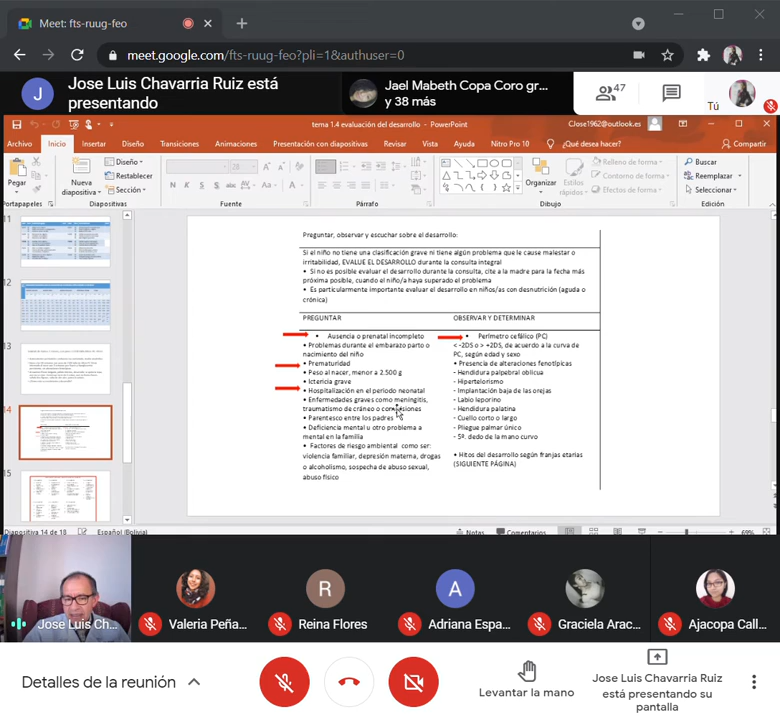 Meet: fts-ruug-feo
meet.google.com/fts-ruug-feo?pli=1&authuser=0
J
Jose Luis Chavarria Ruiz está
presentando
Jael Mabeth Copa Coro gr...
y 38 más
47
Tú
tema 1.4 evaluación del desarrollo - PowerPoint
CJose1962@outlook.es
Archivo Inicio Insertar Diseño Transiciones Animaciones Presentación con diapositivas Revisar Vista Ayuda Nitro Pro 10 ¿Qué desea hacer? Compartir
Pegar
Nueva
diapositiva
Diseño
Restablecer
Sección
28
N K S S abc AV Aa A
Organizar
Estilos
rápidos
Relleno de forma
Contorno de forma
Efectos de forma
Buscar
Reemplazar
Seleccionar
Portapapeles Diapositivas Fuente Párrafo Dibujo Edición
11
12
13
14
15
Preguntar, observar y escuchar sobre el desarrollo:
Si el niño no tiene una clasificación grave ni tiene algún problema que le cause malestar o
irritabilidad, EVALUE EL DESARROLLO durante la consulta integral
• Si no es posible evaluar el desarrollo durante la consulta, cite a la madre para la fecha más
próxima posible, cuando el niño/a haya superado el problema
• Es particularmente importante evaluar el desarrollo en niños/as con desnutrición (aguda o
crónica)
PREGUNTAR
• Ausencia o prenatal incompleto
• Problemas durante el embarazo parto o
nacimiento del niño
• Prematuridad
• Peso al nacer, menor a 2.500 g
• Ictericia grave
• Hospitalización en el periodo neonatal
• Enfermedades graves como meningitis,
traumatismo de cráneo o convulsiones
• Parentesco entre los padres
• Deficiencia mental u otro problema a
mental en la familia
• Factores de riesgo ambiental como ser:
violencia familiar, depresión materna, drogas
o alcoholismo, sospecha de abuso sexual,
abuso físico
OBSERVAR Y DETERMINAR
• Perímetro cefálico (PC)
< -2DS o > +2DS, de acuerdo a la curva de
PC, según edad y sexo
• Presencia de alteraciones fenotípicas
- Hendidura palpebral oblicua
- Hipertelorismo
- Implantación baja de las orejas
- Labio leporino
- Hendidura palatina
- Cuello corto o largo
- Pliegue palmar único
- 5º. dedo de la mano curvo
• Hitos del desarrollo según franjas etarias
(SIGUIENTE PÁGINA)
Diapositiva 14 de 18 Español (Bolivia) Notas Comentarios 69%
José Luis Ch...
Valeria Peña...
R
Reina Flores
A
Adriana Espa...
Graciela Arac...
Ajacopa Call...
Detalles de la reunión
Levantar la mano
Jose Luis Chavarria Ruiz
está presentando su
pantalla